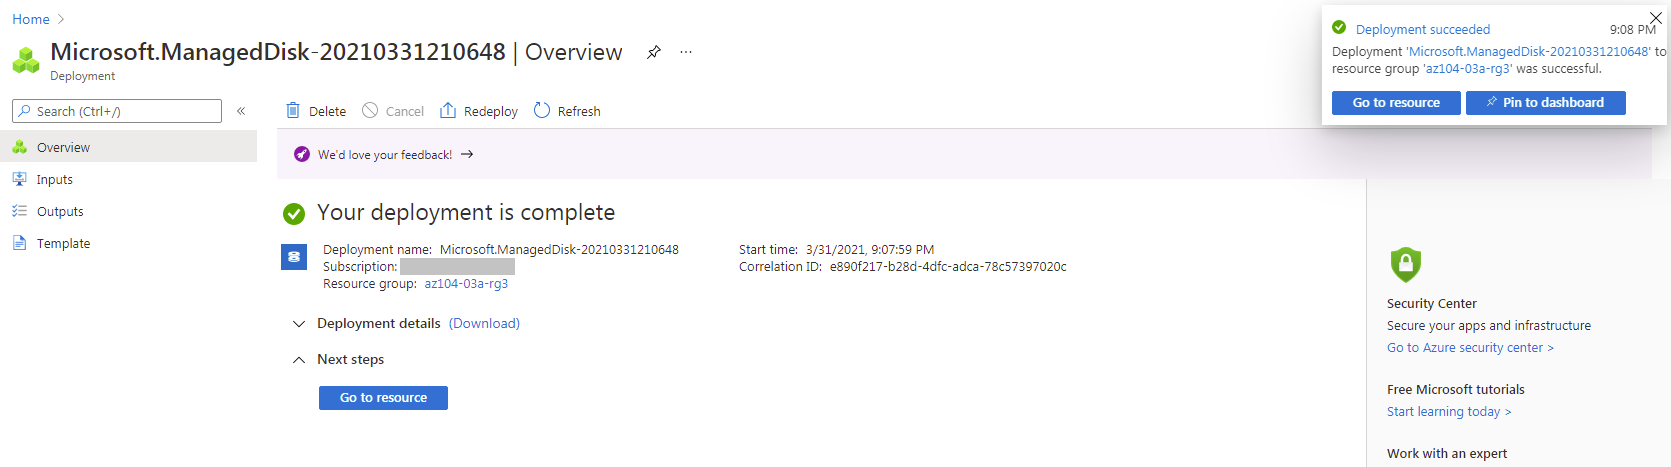 Home
Microsoft.ManagedDisk-20210331210648 | Overview
Deployment
Search (Ctrl+/)
Overview
Inputs
Outputs
Template
Delete
Cancel
Redeploy
Refresh
We'd love your feedback!
Your deployment is complete
Deployment name: Microsoft.ManagedDisk-20210331210648
Subscription:
Resource group: az104-03a-rg3
Start time: 3/31/2021, 9:07:59 PM
Correlation ID: e890f217-b28d-4dfc-adca-78c57397020c
Deployment details (Download)
Next steps
Go to resource
Deployment succeeded 9:08 PM
Deployment 'Microsoft.ManagedDisk-20210331210648' to
resource group 'az104-03a-rg3' was successful.
Go to resource
Pin to dashboard
Security Center
Secure your apps and infrastructure
Go to Azure security center >
Free Microsoft tutorials
Start learning today >
Work with an expert